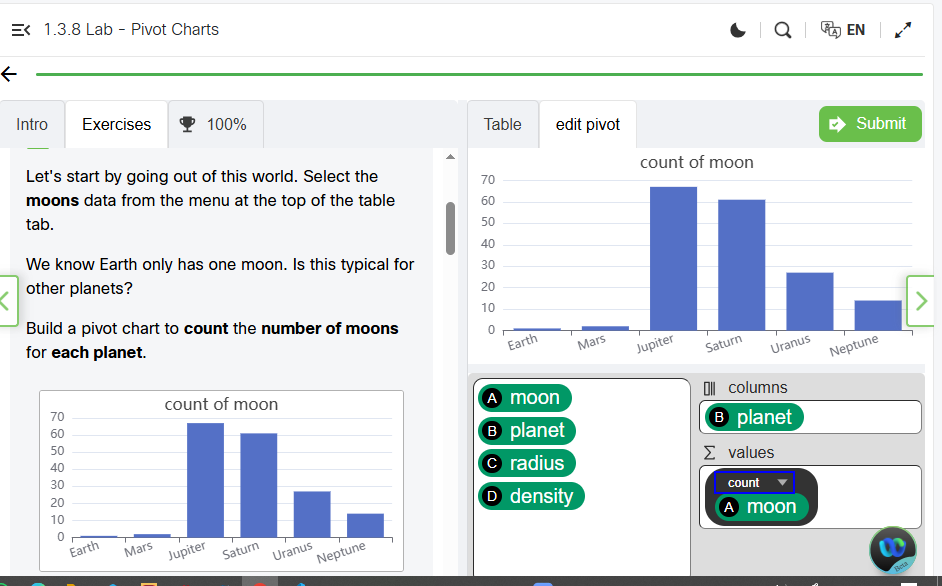 1.3.8 Lab - Pivot Charts
EN
Intro
Exercises
100%
Table
edit pivot
Submit
Let's start by going out of this world. Select the
moons data from the menu at the top of the table
tab.
We know Earth only has one moon. Is this typical for
other planets?
Build a pivot chart to count the number of moons
for each planet.
count of moon
70
60
50
40
30
20
10
0
Earth
Mars
Jupiter
Saturn
Uranus
Neptune
count of moon
70
60
50
40
30
20
10
0
Earth
Mars
Jupiter
Saturn
Uranus
Neptune
A moon
B planet
C radius
D density
columns
B planet
Σ values
count
A moon
Beta